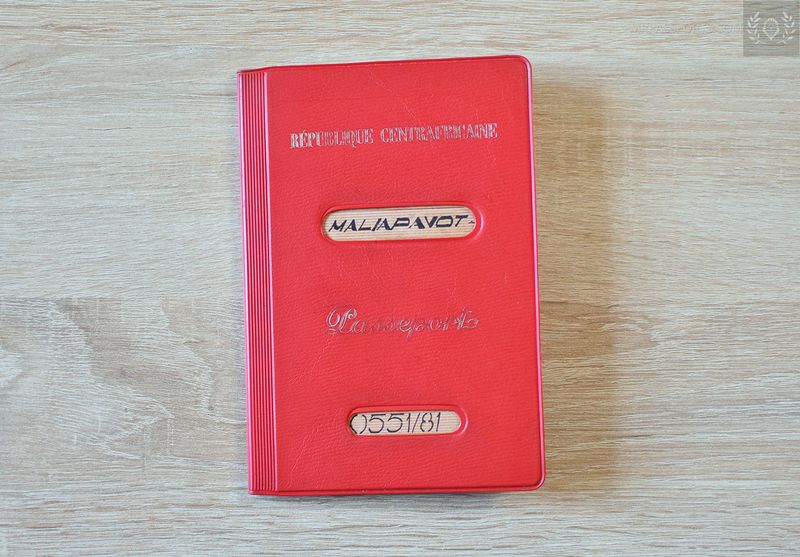 RÉPUBLIQUE CENTRAFRICAINE
MALIAPAVOT-
Passeport
0551/81